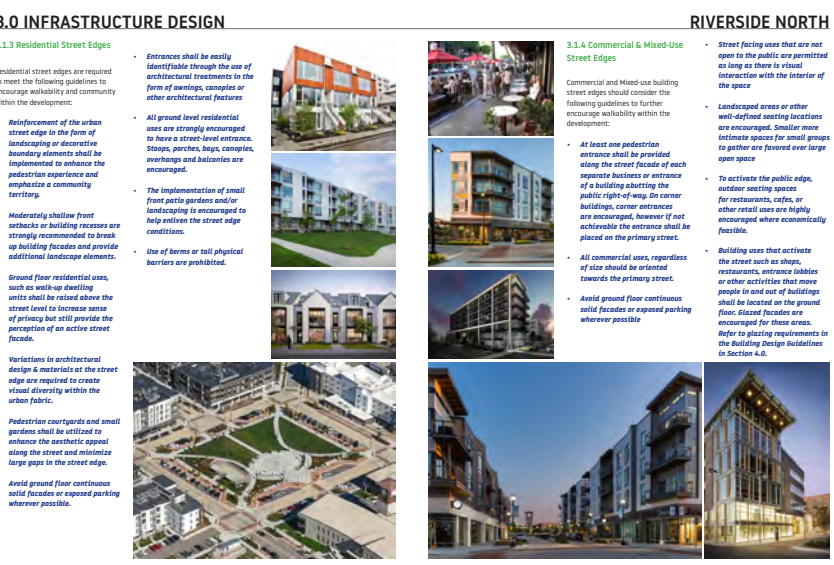 3.0 INFRASTRUCTURE DESIGN
RIVERSIDE NORTH
.1.3 Residential Street Edges
esidential street edges are required
o meet the following guidelines to
ncourage walkability and community
ithin the development:
Reinforcement of the urban
street edge in the form of
landscaping or decorative
boundary elements shall be
implemented to enhance the
pedestrian experience and
emphasize a community
territory.
Moderately shallow front
setbacks or building recesses are
strongly recommended to break
up building facades and provide
additional landscape elements.
Ground floor residential uses,
such as walk-up dwelling
units shall be raised above the
street level to increase sense
of privacy but still provide the
perception of an active street
facade.
Variations in architectural
design & materials at the street
edge are required to create
visual diversity within the
urban fabric.
Pedestrian courtyards and small
gardens shall be utilized to
enhance the aesthetic appeal
along the street and minimize
large gaps in the street edge.
Avoid ground floor continuous
solid facades or exposed parking
wherever possible.
• Entrances shall be easily
identifiable through the use of
architectural treatments in the
form of awnings, canopies or
other architectural features
• All ground level residential
uses are strongly encouraged
to have a street-level entrance.
Stoops, porches, bays, canopies,
overhangs and balconies are
encouraged.
• The implementation of small
front patio gardens and/or
landscaping is encouraged to
help enliven the street edge
conditions.
• Use of berms or tall physical
barriers are prohibited.
3.1.4 Commercial & Mixed-Use
Street Edges
Commercial and Mixed-use building
street edges should consider the
following guidelines to further
encourage walkability within the
development:
• At least one pedestrian
entrance shall be provided
along the street facade of each
separate business or entrance
of a building abutting the
public right-of-way. On corner
buildings, corner entrances
are encouraged, however if not
achievable the entrance shall be
placed on the primary street.
• All commercial uses, regardless
of size should be oriented
towards the primary street.
• Avoid ground floor continuous
solid facades or exposed parking
wherever possible
• Street facing uses that are not
open to the public are permitted
as long as there is visual
interaction with the interior of
the space
• Landscaped areas or other
well-defined seating locations
are encouraged. Smaller more
intimate spaces for small groups
to gather are favored over large
open space
• To activate the public edge,
outdoor seating spaces
for restaurants, cafes, or
other retail uses are highly
encouraged where economically
feasible.
• Building uses that activate
the street such as shops,
restaurants, entrance lobbies
or other activities that move
people in and out of buildings
shall be located on the ground
floor. Glazed facades are
encouraged for these areas.
Refer to glazing requirements in
the Building Design Guidelines
in Section 4.0.